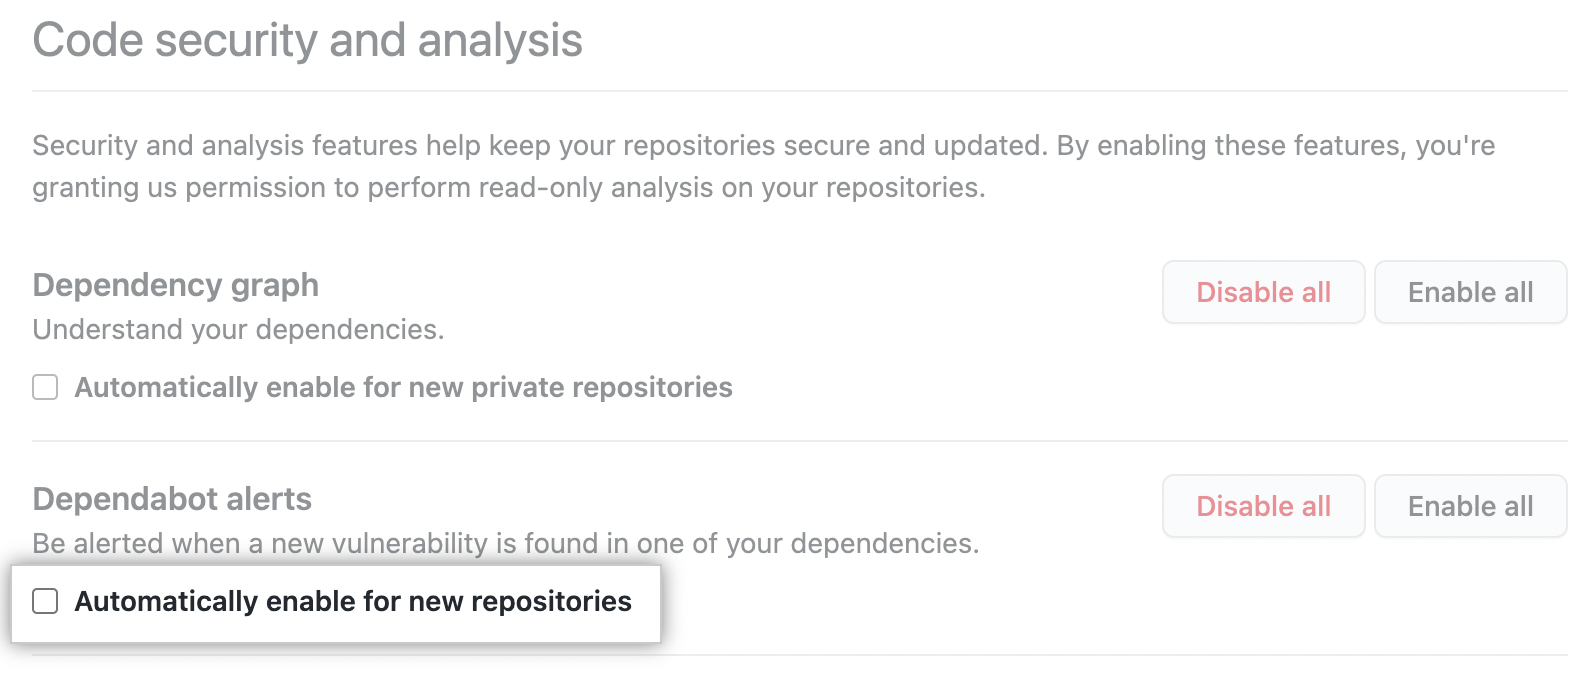 Code security and analysis
Security and analysis features help keep your repositories secure and updated. By enabling these features, you're
granting us permission to perform read-only analysis on your repositories.
Dependency graph
Disable all
Enable all
Understand your dependencies.
Automatically enable for new private repositories
Dependabot alerts
Disable all
Enable all
Be alerted when a new vulnerability is found in one of your dependencies.
Automatically enable for new repositories